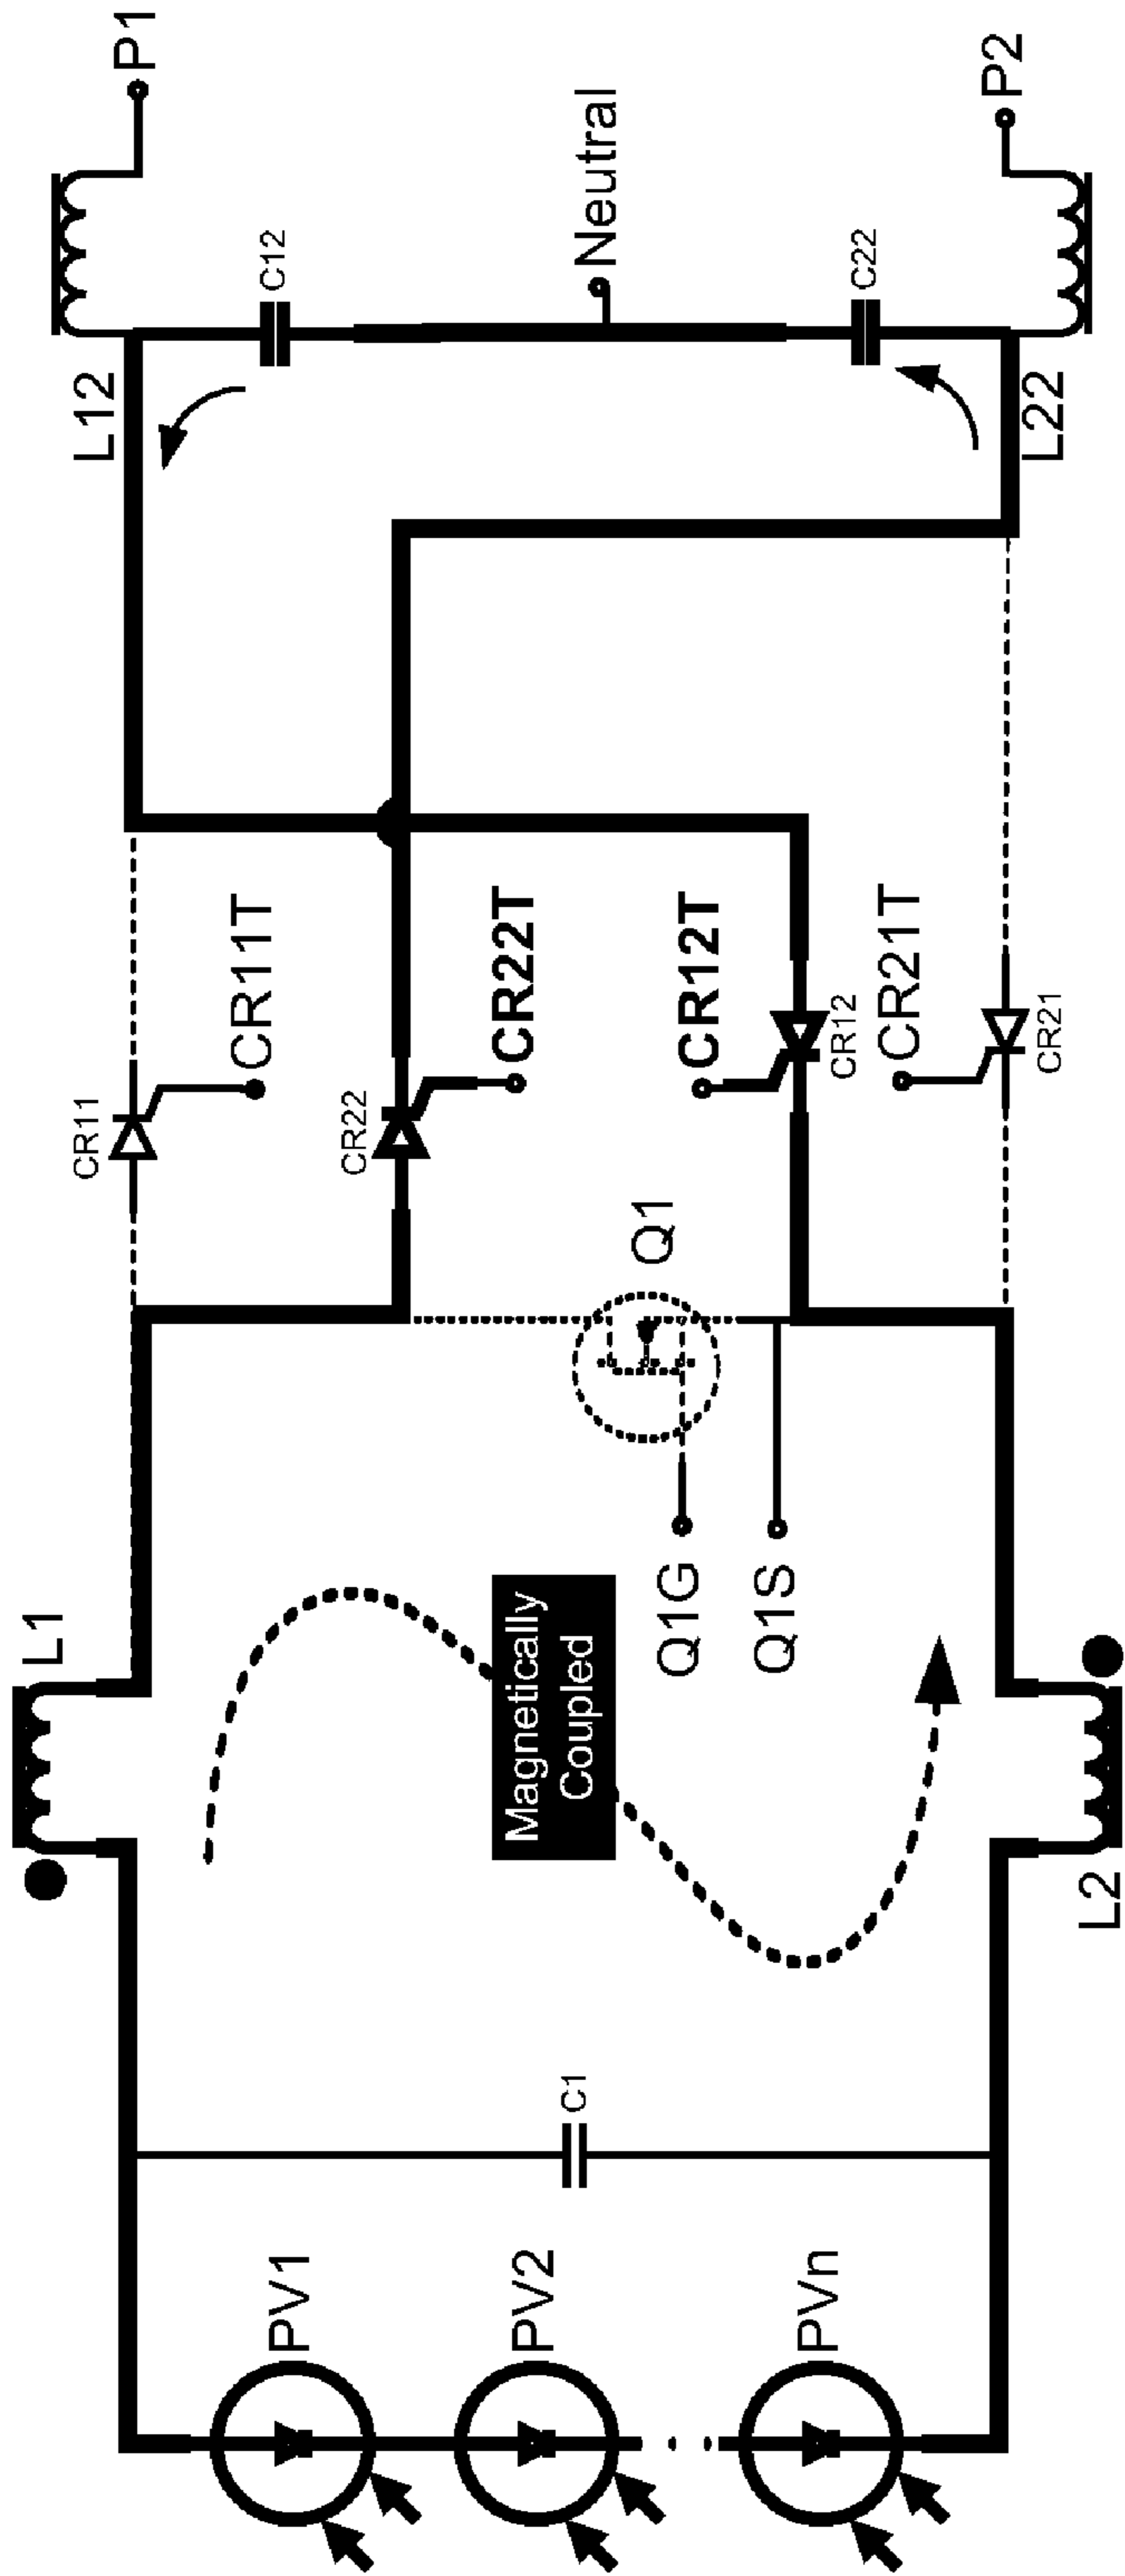 L1
L12
P1
CR11
CR11T
C12
PV1
CR22
CR22T
Neutral
C1
PV2
Magnetically
Coupled
Q1
Q1G
Q1S
CR12T
CR12
C22
PVn
CR21T
CR21
L2
L22
P2